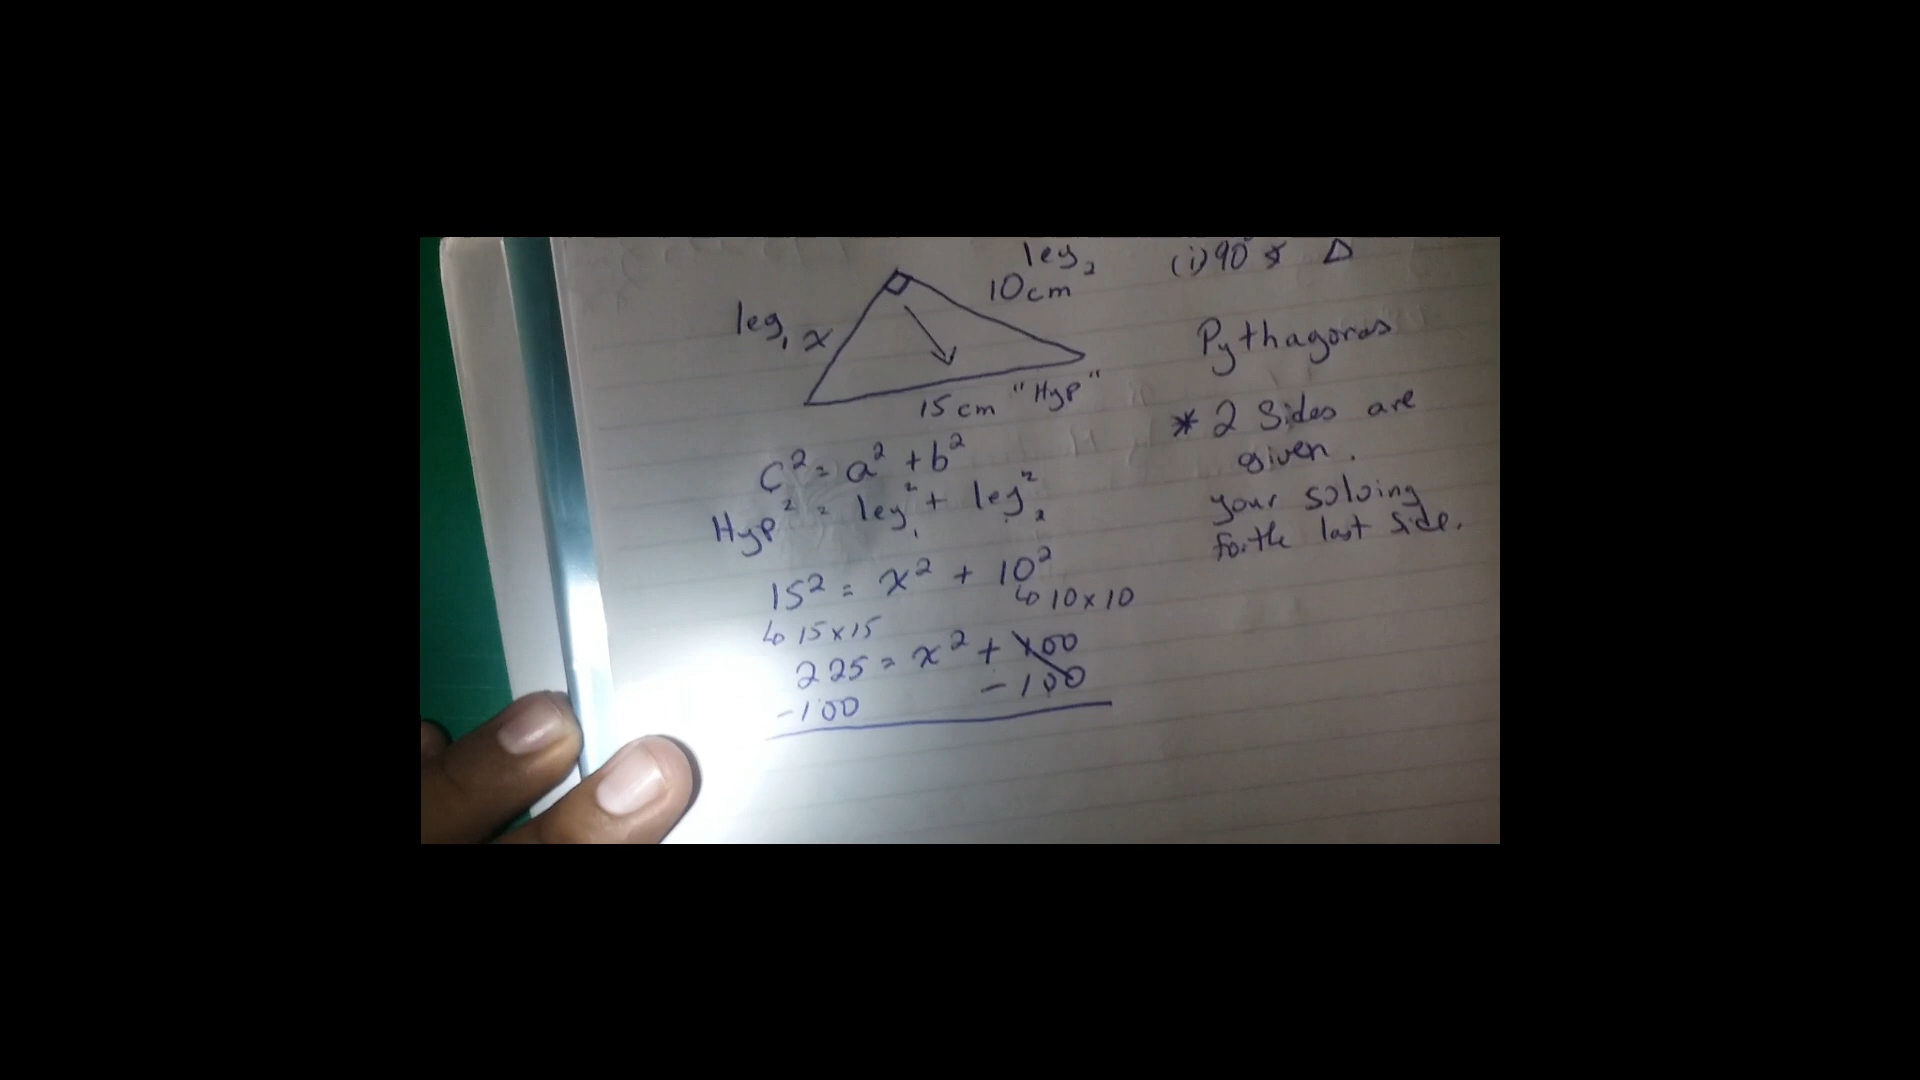 leg₂ (i) 90° ∠ Δ
10cm
leg₁ x
Pythagoras
15cm "Hyp"
* 2 Sides are
given.
C² = a² + b²
Hyp² = leg₁² + leg₂²
your solving
for the last side.
15² = x² + 10²
↳ 10×10
↳ 15×15
225 = x² + 100
-100 -100